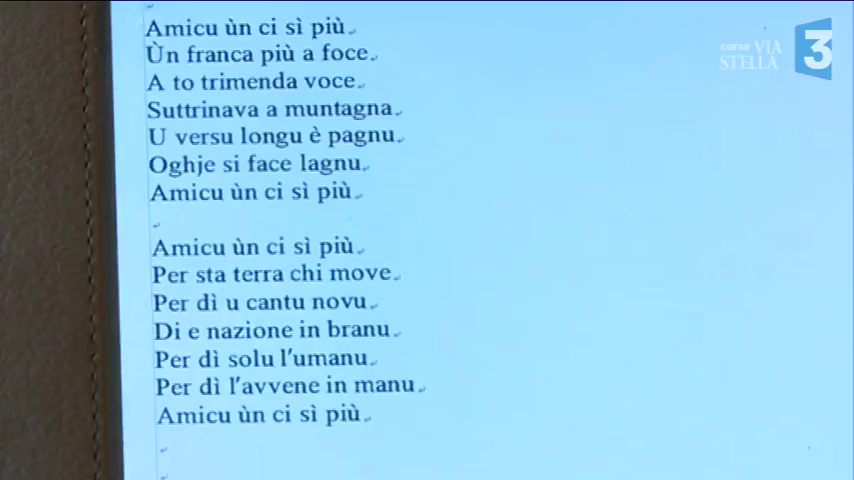 Amicu ùn ci sì più
Ùn franca più a foce
A to trimenda voce
Suttrinava a muntagna
U versu longu è pagnu
Oghje si face lagnu
Amicu ùn ci sì più
Amicu ùn ci sì più
Per sta terra chi move
Per dì u cantu novu
Di e nazione in branu
Per dì solu l'umanu
Per dì l'avvene in manu
Amicu ùn ci sì più
corse VIA
STELLA
3